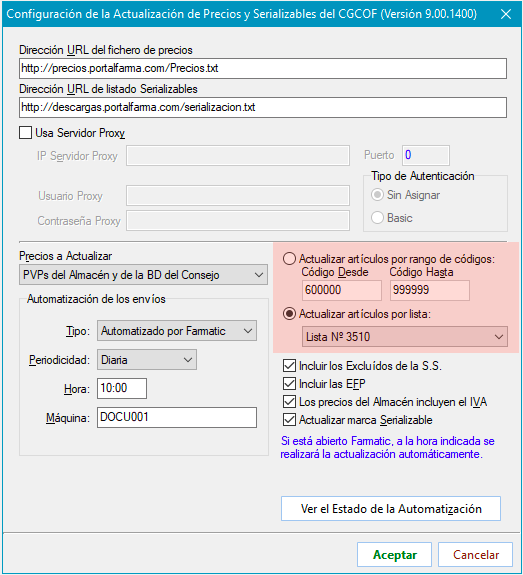 Configuración de la Actualización de Precios y Serializables del CGCOF (Versión 9.00.1400)
Dirección URL del fichero de precios
http://precios.portalfarma.com/Precios.txt
Dirección URL de listado Serializables
http://descargas.portalfarma.com/serializacion.txt
Usa Servidor Proxy
IP Servidor Proxy
Puerto 0
Tipo de Autenticación
Usuario Proxy
Sin Asignar
Contraseña Proxy
Basic
Precios a Actualizar
PVPs del Almacén y de la BD del Consejo
Automatización de los envíos
Tipo: Automatizado por Farmatic
Periodicidad: Diaria
Hora: 10:00
Máquina: DOCU001
Actualizar artículos por rango de códigos:
Código Desde Código Hasta
600000 999999
Actualizar artículos por lista:
Lista Nº 3510
Incluir los Excluídos de la S.S.
Incluir las EFP
Los precios del Almacén incluyen el IVA
Actualizar marca Serializable
Si está abierto Farmatic, a la hora indicada se
realizará la actualización automáticamente.
Ver el Estado de la Automatización
Aceptar Cancelar